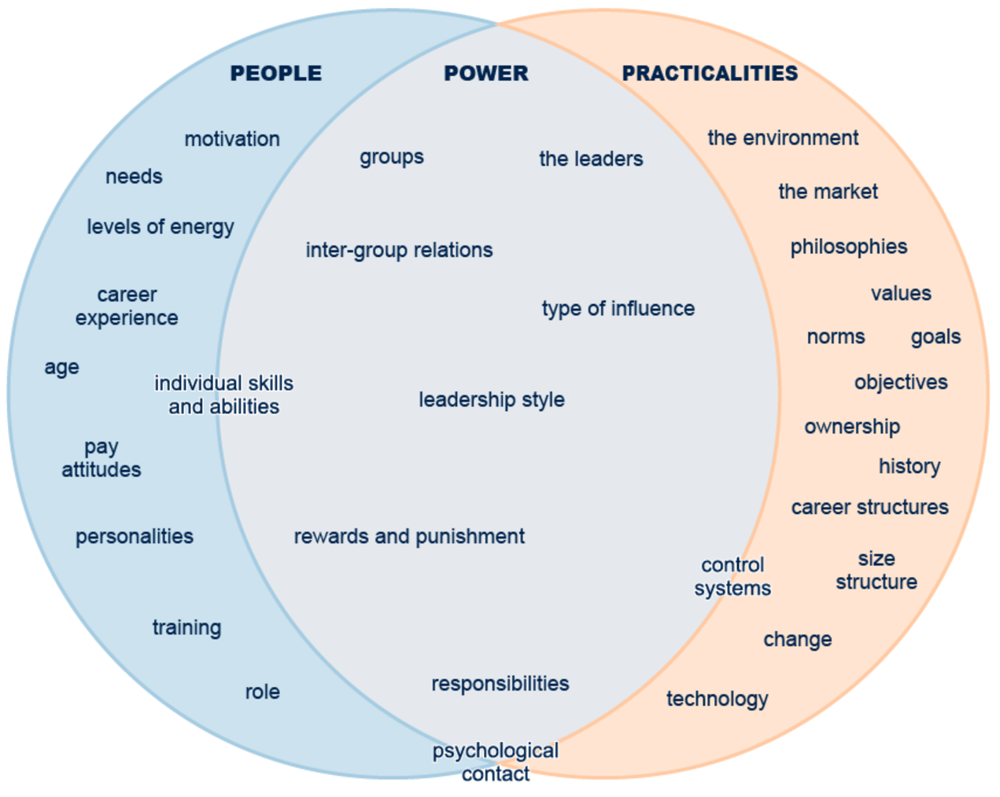 PEOPLE
motivation
needs
levels of energy
career
experience
age
individual skills
and abilities
pay
attitudes
personalities
training
role
POWER
groups
the leaders
inter-group relations
type of influence
leadership style
rewards and punishment
control
systems
responsibilities
psychological
contact
PRACTICALITIES
the environment
the market
philosophies
values
norms
goals
objectives
ownership
history
career structures
size
structure
change
technology